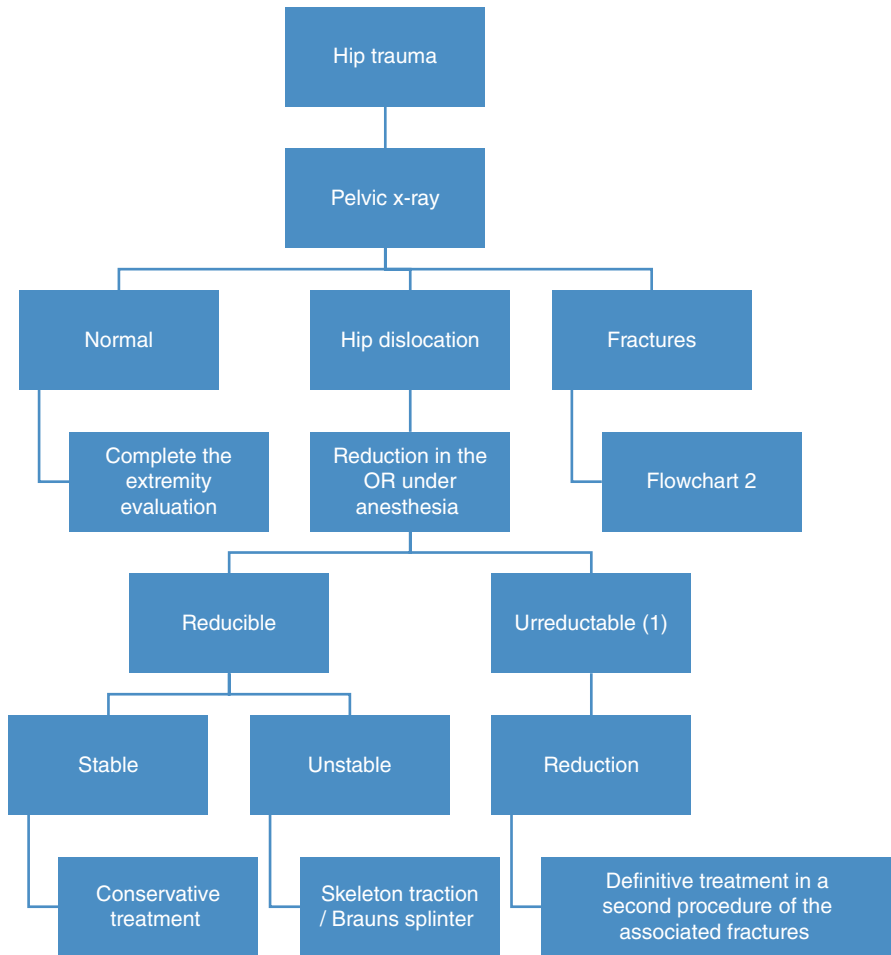 Hip trauma
Pelvic x-ray
Normal
Hip dislocation
Fractures
Complete the
extremity
evaluation
Reduction in the
OR under
anesthesia
Flowchart 2
Reducible
Urreductable (1)
Stable
Unstable
Reduction
Conservative
treatment
Skeleton traction
/ Brauns splinter
Definitive treatment in a
second procedure of the
associated fractures